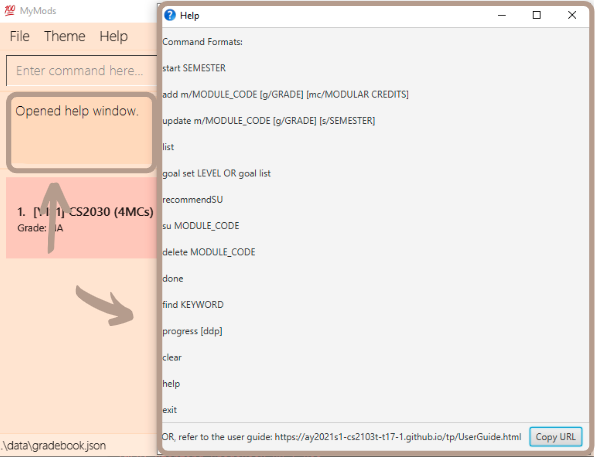 MyMods
File Theme Help
Enter command here...
Opened help window.
1. CS2030 (4MCs)
Grade:
.\data\gradebook.json
Help
Command Formats:
start SEMESTER
add m/MODULE_CODE [g/GRADE] [mc/MODULAR CREDITS]
update m/MODULE_CODE [g/GRADE] [s/SEMESTER]
list
goal set LEVEL OR goal list
recommendSU
su MODULE_CODE
delete MODULE_CODE
done
find KEYWORD
progress [ddp]
clear
help
exit
OR, refer to the user guide: https://ay2021s1-cs2103t-t17-1.github.io/tp/UserGuide.html
Copy URL